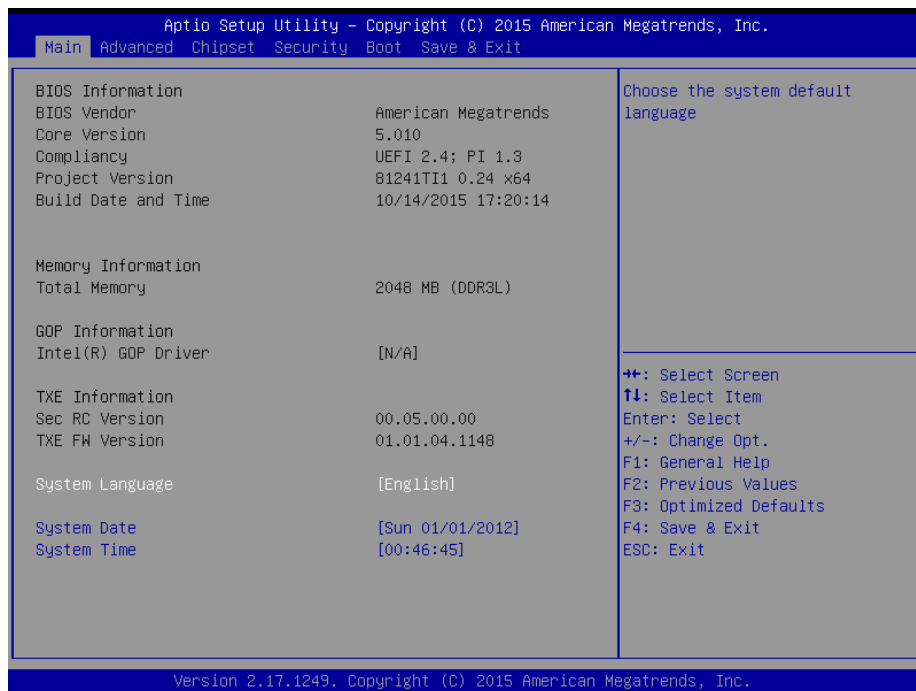 Aptio Setup Utility – Copyright (C) 2015 American Megatrends, Inc.
Main Advanced Chipset Security Boot Save & Exit
BIOS Information
BIOS Vendor American Megatrends
Core Version 5.010
Compliancy UEFI 2.4; PI 1.3
Project Version 81241TI1 0.24 x64
Build Date and Time 10/14/2015 17:20:14
Memory Information
Total Memory 2048 MB (DDR3L)
GOP Information
Intel(R) GOP Driver [N/A]
TXE Information
Sec RC Version 00.05.00.00
TXE FW Version 01.01.04.1148
System Language [English]
System Date [Sun 01/01/2012]
System Time [00:46:45]
Choose the system default
language
→←: Select Screen
↑↓: Select Item
Enter: Select
+/-: Change Opt.
F1: General Help
F2: Previous Values
F3: Optimized Defaults
F4: Save & Exit
ESC: Exit
Version 2.17.1249. Copyright (C) 2015 American Megatrends, Inc.